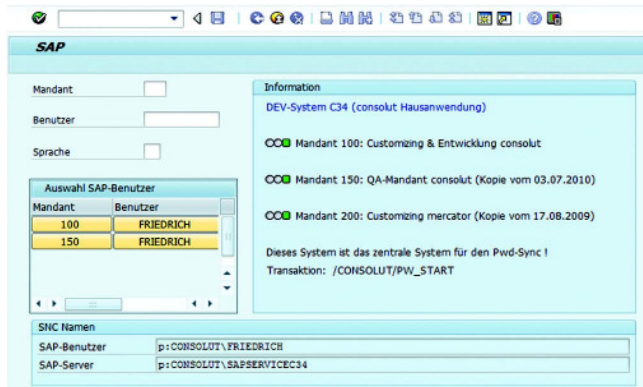 SAP
Mandant
Benutzer
Sprache
Auswahl SAP-Benutzer
Mandant Benutzer
100 FRIEDRICH
150 FRIEDRICH
Information
DEV-System C34 (consolut Hausanwendung)
Mandant 100: Customizing & Entwicklung consolut
Mandant 150: QA-Mandant consolut (Kopie vom 03.07.2010)
Mandant 200: Customizing mercator (Kopie vom 17.08.2009)
Dieses System ist das zentrale System für den Pwd-Sync !
Transaktion: /CONSOLUT/PW_START
SNC Namen
SAP-Benutzer p:CONSOLUT\FRIEDRICH
SAP-Server p:CONSOLUT\SAPSERVICEC34